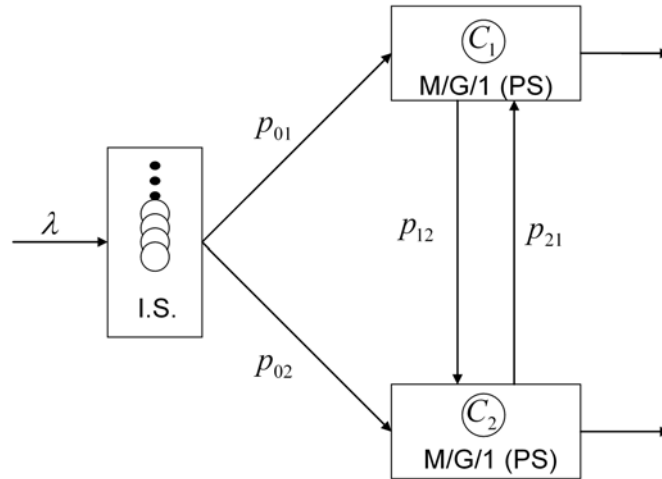 C₁
M/G/1 (PS)
p₀₁
λ
p₁₂
p₂₁
I.S.
p₀₂
C₂
M/G/1 (PS)